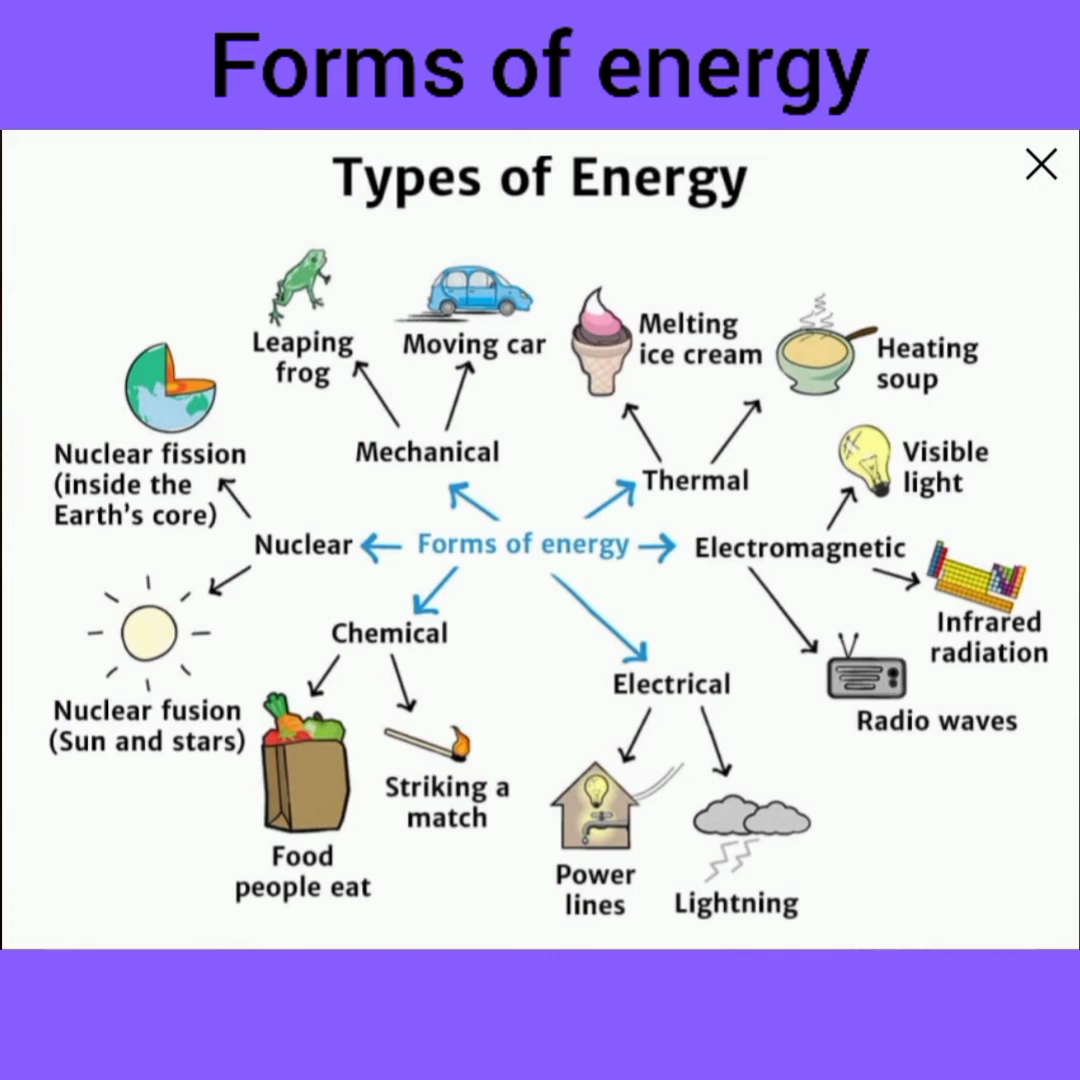 Forms of energy
Types of Energy
Leaping
frog
Moving car
Melting
ice cream
Heating
soup
Mechanical
Thermal
Visible
light
Nuclear fission
(inside the
Earth's core)
Nuclear
Forms of energy
Electromagnetic
Infrared
radiation
Radio waves
Chemical
Electrical
Nuclear fusion
(Sun and stars)
Striking a
match
Food
people eat
Power
lines
Lightning